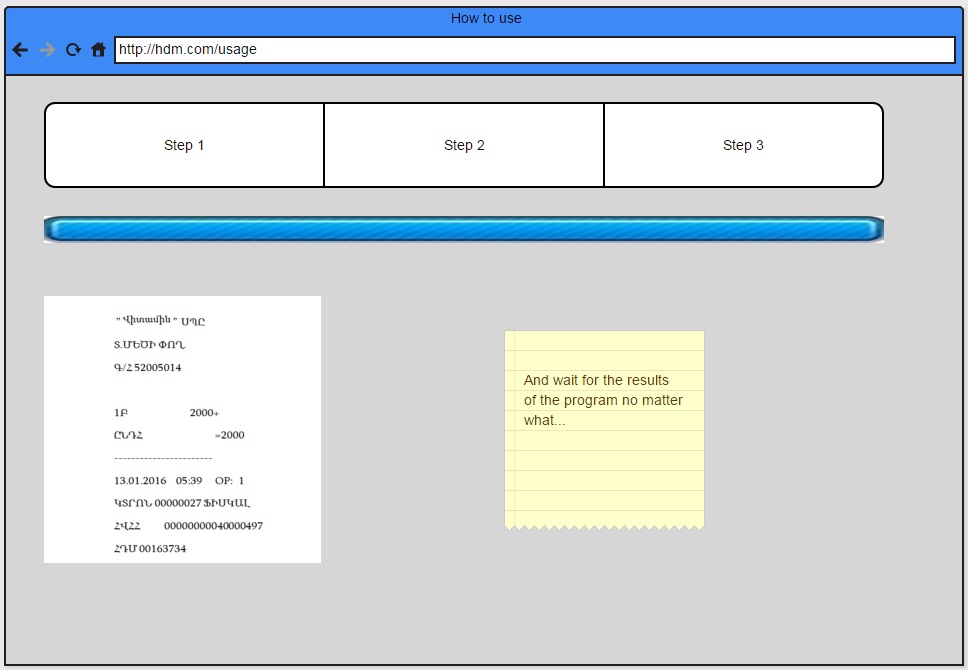 How to use
http://hdm.com/usage
Step 1
Step 2
Step 3
" Վիտամին " ՍՊԸ
Տ.ՄԵԾԻ ՓՈՂ.
Գ/Հ 52005014
1Բ 2000+
ԸՆԴՀ =2000
-----------------------
13.01.2016 05:39 OP: 1
ԿՏՐՈՆ 00000027 ՖԻՍԿԱԼ
ՀՎՀՀ 00000000040000497
ՀԴՄ 00163734
And wait for the results
of the program no matter
what...